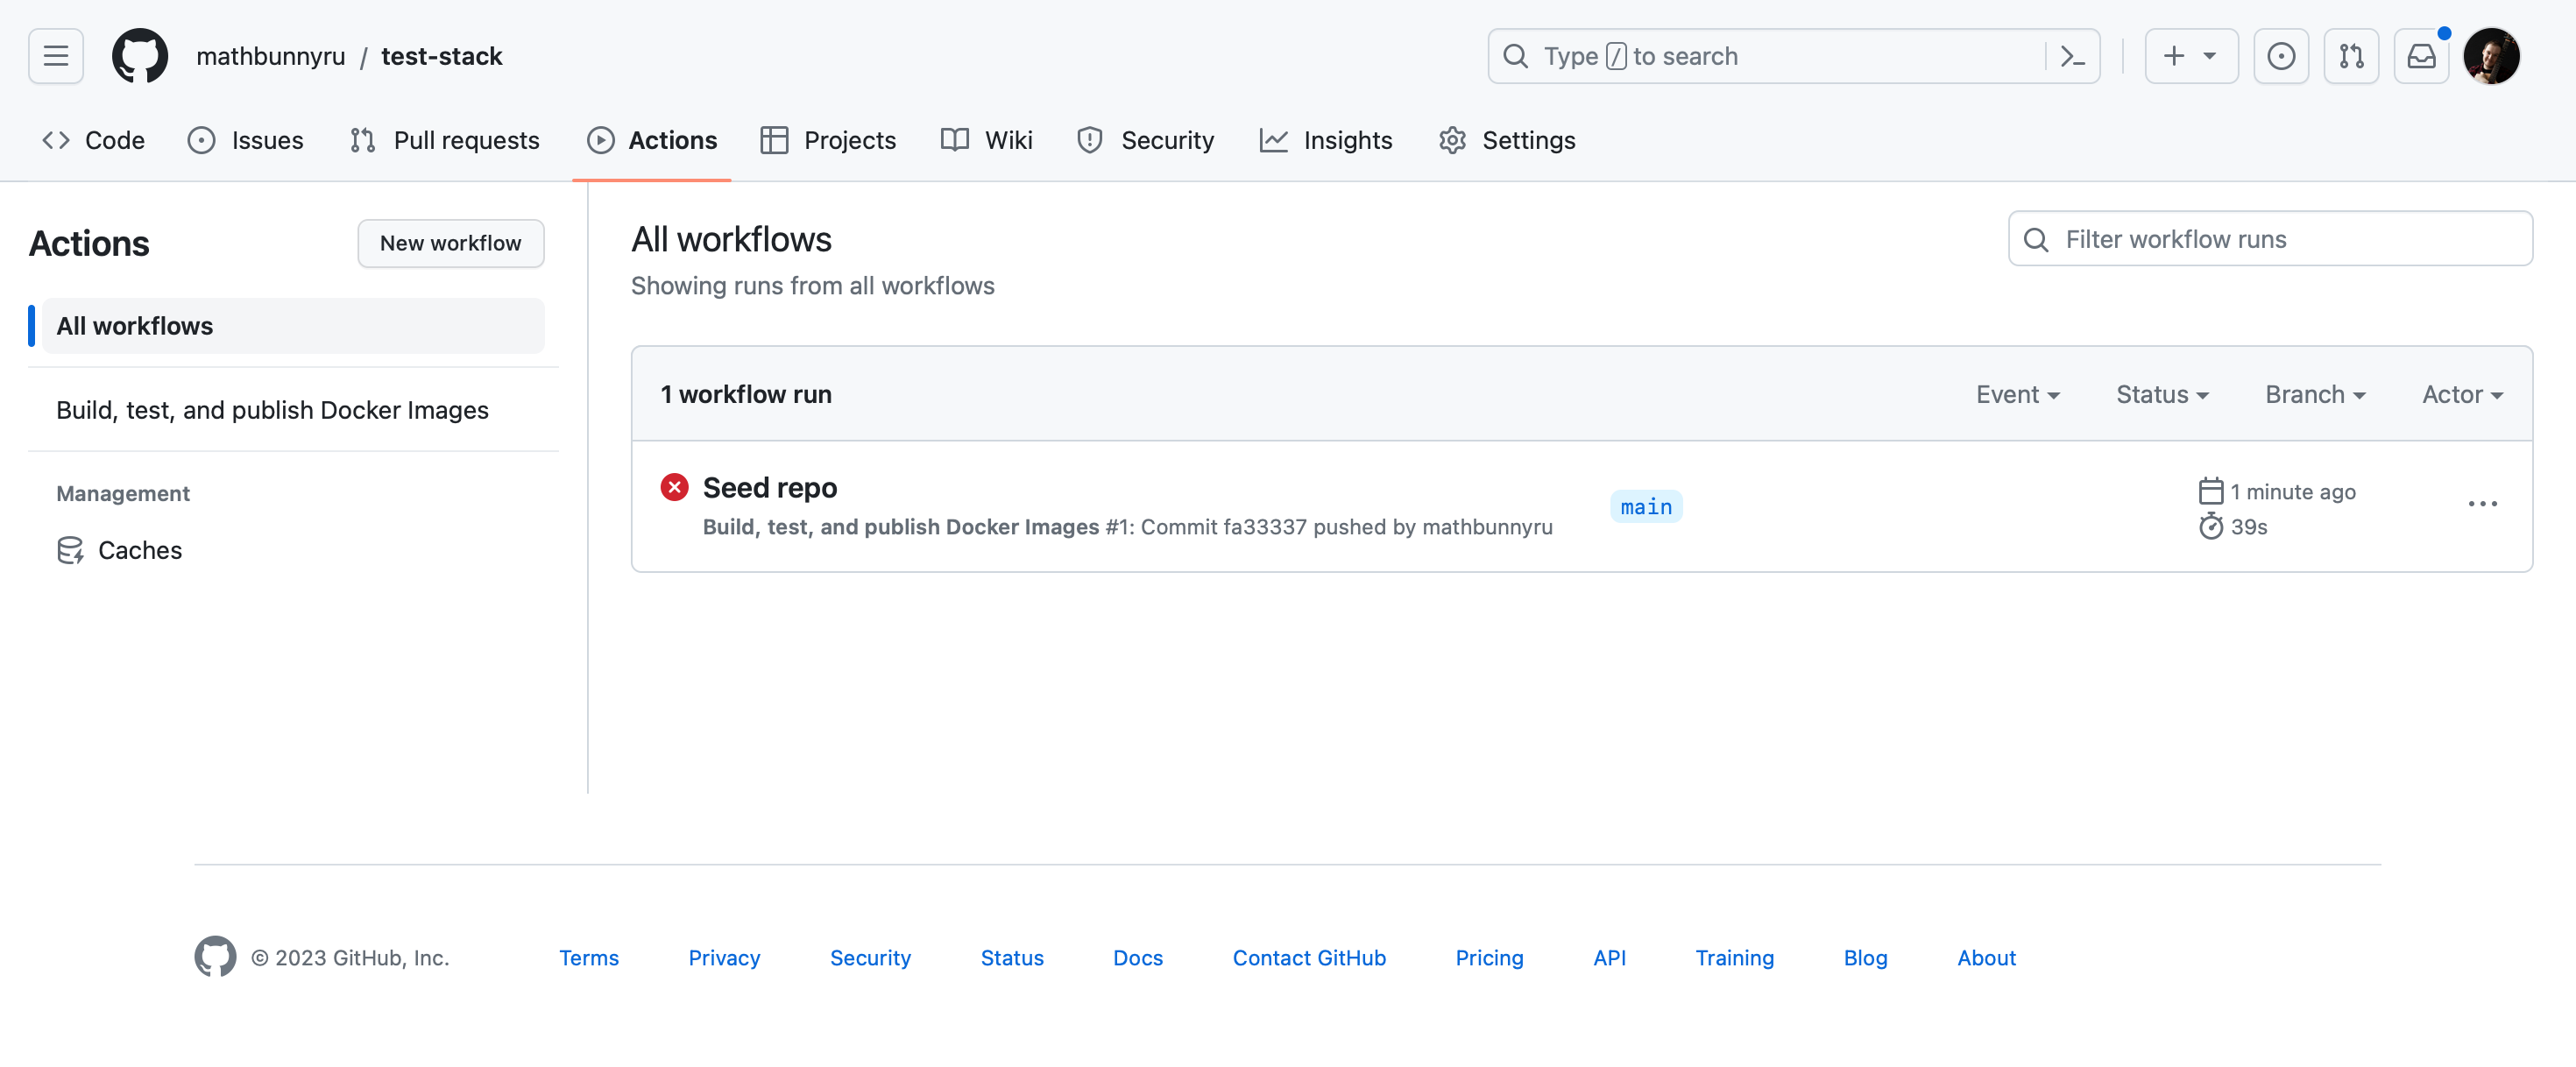 mathbunnyru / test-stack
Type / to search
Code
Issues
Pull requests
Actions
Projects
Wiki
Security
Insights
Settings
Actions
New workflow
All workflows
Build, test, and publish Docker Images
Management
Caches
All workflows
Showing runs from all workflows
Filter workflow runs
1 workflow run
Event
Status
Branch
Actor
Seed repo
Build, test, and publish Docker Images #1: Commit fa33337 pushed by mathbunnyru
main
1 minute ago
39s
© 2023 GitHub, Inc.
Terms
Privacy
Security
Status
Docs
Contact GitHub
Pricing
API
Training
Blog
About